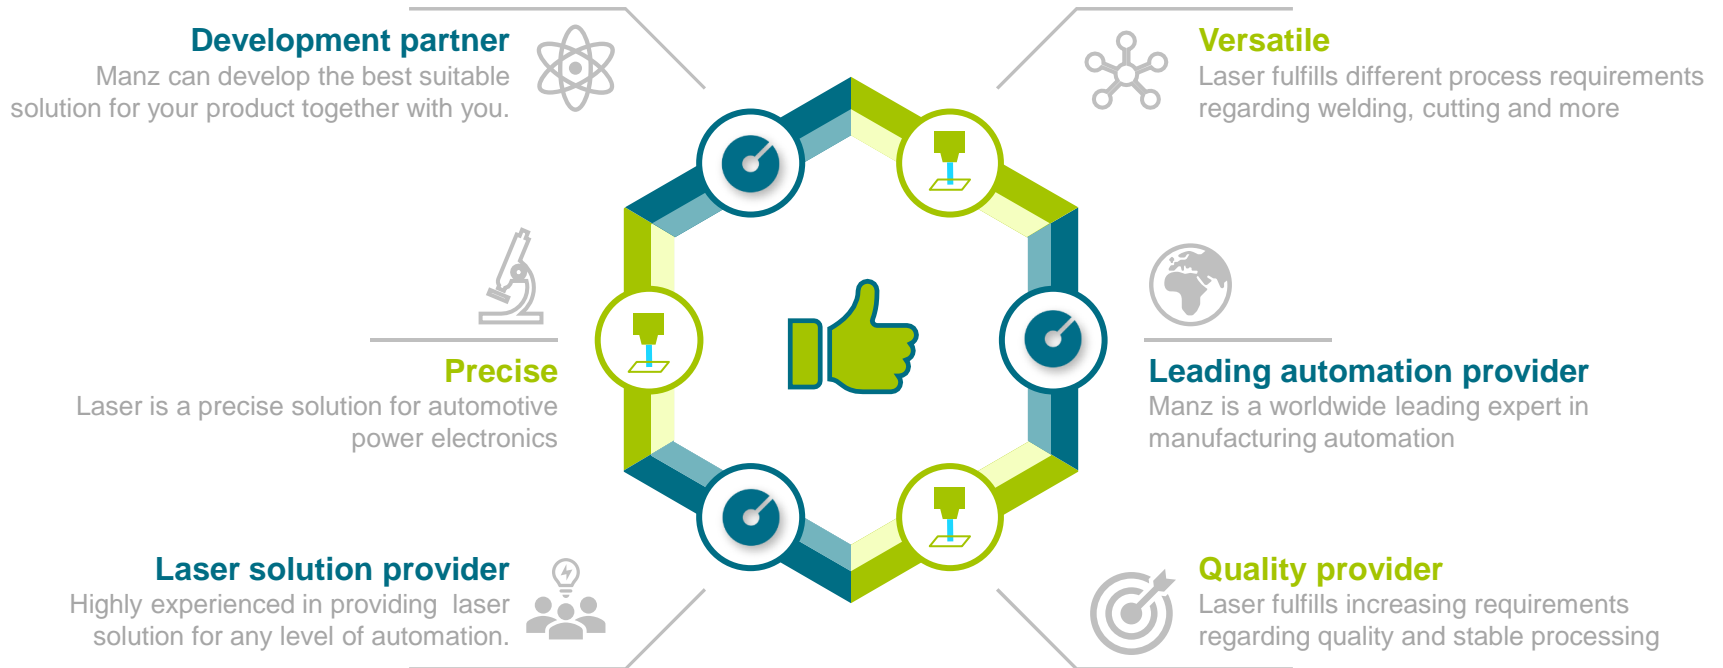 Development partner
Manz can develop the best suitable
solution for your product together with you.
Versatile
Laser fulfills different process requirements
regarding welding, cutting and more
Precise
Laser is a precise solution for automotive
power electronics
Leading automation provider
Manz is a worldwide leading expert in
manufacturing automation
Laser solution provider
Highly experienced in providing  laser
solution for any level of automation.
Quality provider
Laser fulfills increasing requirements
regarding quality and stable processing